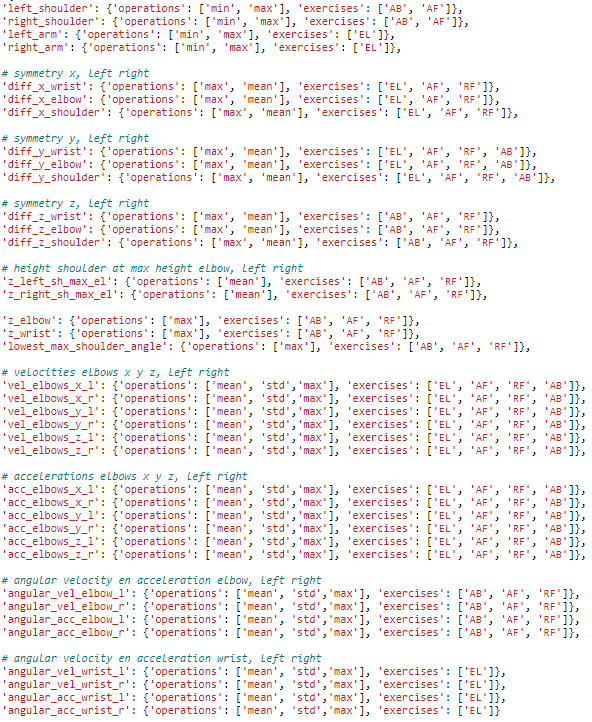 'left_shoulder': {'operations': ['min', 'max'], 'exercises': ['AB', 'AF']},
'right_shoulder': {'operations': ['min', 'max'], 'exercises': ['AB', 'AF']},
'left_arm': {'operations': ['min', 'max'], 'exercises': ['EL']},
'right_arm': {'operations': ['min', 'max'], 'exercises': ['EL']},
# symmetry x, left right
'diff_x_wrist': {'operations': ['max', 'mean'], 'exercises': ['EL', 'AF', 'RF']},
'diff_x_elbow': {'operations': ['max', 'mean'], 'exercises': ['EL', 'AF', 'RF']},
'diff_x_shoulder': {'operations': ['max', 'mean'], 'exercises': ['EL', 'AF', 'RF']},
# symmetry y, left right
'diff_y_wrist': {'operations': ['max', 'mean'], 'exercises': ['EL', 'AF', 'RF', 'AB']},
'diff_y_elbow': {'operations': ['max', 'mean'], 'exercises': ['EL', 'AF', 'RF', 'AB']},
'diff_y_shoulder': {'operations': ['max', 'mean'], 'exercises': ['EL', 'AF', 'RF', 'AB']},
# symmetry z, left right
'diff_z_wrist': {'operations': ['max', 'mean'], 'exercises': ['AB', 'AF', 'RF']},
'diff_z_elbow': {'operations': ['max', 'mean'], 'exercises': ['AB', 'AF', 'RF']},
'diff_z_shoulder': {'operations': ['max', 'mean'], 'exercises': ['AB', 'AF', 'RF']},
# height shoulder at max height elbow, left right
'z_left_sh_max_el': {'operations': ['mean'], 'exercises': ['AB', 'AF', 'RF']},
'z_right_sh_max_el': {'operations': ['mean'], 'exercises': ['AB', 'AF', 'RF']},
'z_elbow': {'operations': ['max'], 'exercises': ['AB', 'AF', 'RF']},
'z_wrist': {'operations': ['max'], 'exercises': ['AB', 'AF', 'RF']},
'lowest_max_shoulder_angle': {'operations': ['max'], 'exercises': ['AB', 'AF', 'RF']},
# velocities elbows x y z, left right
'vel_elbows_x_l': {'operations': ['mean', 'std','max'], 'exercises': ['EL', 'AF', 'RF', 'AB']},
'vel_elbows_x_r': {'operations': ['mean', 'std','max'], 'exercises': ['EL', 'AF', 'RF', 'AB']},
'vel_elbows_y_l': {'operations': ['mean', 'std','max'], 'exercises': ['EL', 'AF', 'RF', 'AB']},
'vel_elbows_y_r': {'operations': ['mean', 'std','max'], 'exercises': ['EL', 'AF', 'RF', 'AB']},
'vel_elbows_z_l': {'operations': ['mean', 'std','max'], 'exercises': ['EL', 'AF', 'RF', 'AB']},
'vel_elbows_z_r': {'operations': ['mean', 'std','max'], 'exercises': ['EL', 'AF', 'RF', 'AB']},
# accelerations elbows x y z, left right
'acc_elbows_x_l': {'operations': ['mean', 'std','max'], 'exercises': ['EL', 'AF', 'RF', 'AB']},
'acc_elbows_x_r': {'operations': ['mean', 'std','max'], 'exercises': ['EL', 'AF', 'RF', 'AB']},
'acc_elbows_y_l': {'operations': ['mean', 'std','max'], 'exercises': ['EL', 'AF', 'RF', 'AB']},
'acc_elbows_y_r': {'operations': ['mean', 'std','max'], 'exercises': ['EL', 'AF', 'RF', 'AB']},
'acc_elbows_z_l': {'operations': ['mean', 'std','max'], 'exercises': ['EL', 'AF', 'RF', 'AB']},
'acc_elbows_z_r': {'operations': ['mean', 'std','max'], 'exercises': ['EL', 'AF', 'RF', 'AB']},
# angular velocity en acceleration elbow, left right
'angular_vel_elbow_l': {'operations': ['mean', 'std','max'], 'exercises': ['AB', 'AF', 'RF']},
'angular_vel_elbow_r': {'operations': ['mean', 'std','max'], 'exercises': ['AB', 'AF', 'RF']},
'angular_acc_elbow_l': {'operations': ['mean', 'std','max'], 'exercises': ['AB', 'AF', 'RF']},
'angular_acc_elbow_r': {'operations': ['mean', 'std','max'], 'exercises': ['AB', 'AF', 'RF']},
# angular velocity en acceleration wrist, left right
'angular_vel_wrist_l': {'operations': ['mean', 'std','max'], 'exercises': ['EL']},
'angular_vel_wrist_r': {'operations': ['mean', 'std','max'], 'exercises': ['EL']},
'angular_acc_wrist_l': {'operations': ['mean', 'std','max'], 'exercises': ['EL']},
'angular_acc_wrist_r': {'operations': ['mean', 'std','max'], 'exercises': ['EL']}